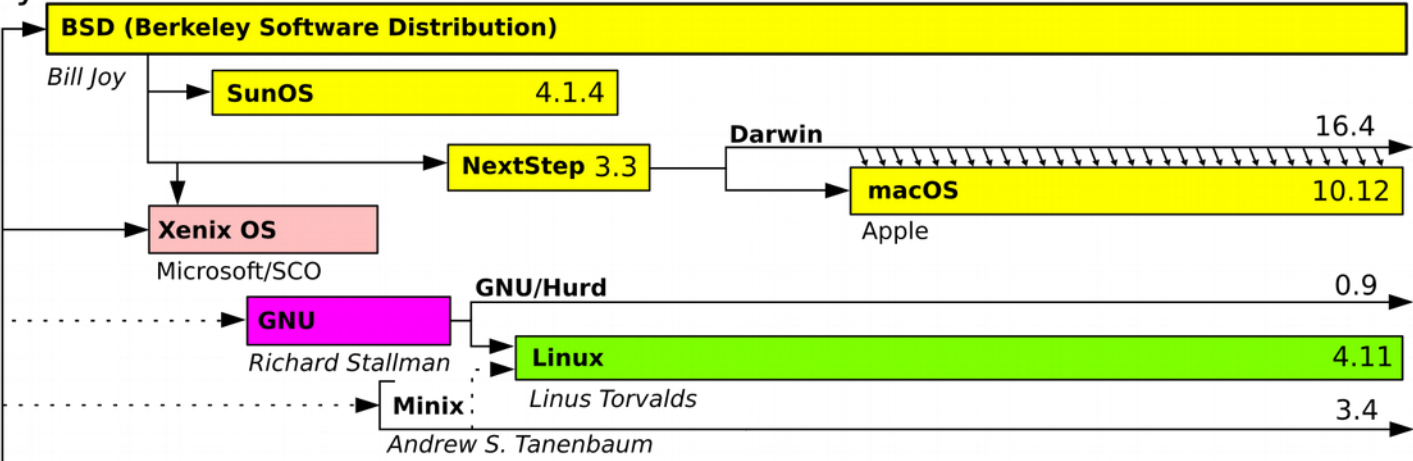 y
BSD (Berkeley Software Distribution)
Bill Joy
SunOS 4.1.4
Darwin 16.4
NextStep 3.3
macOS 10.12
Apple
Xenix OS
Microsoft/SCO
GNU/Hurd 0.9
GNU
Richard Stallman
Linux 4.11
Linus Torvalds
Minix 3.4
Andrew S. Tanenbaum